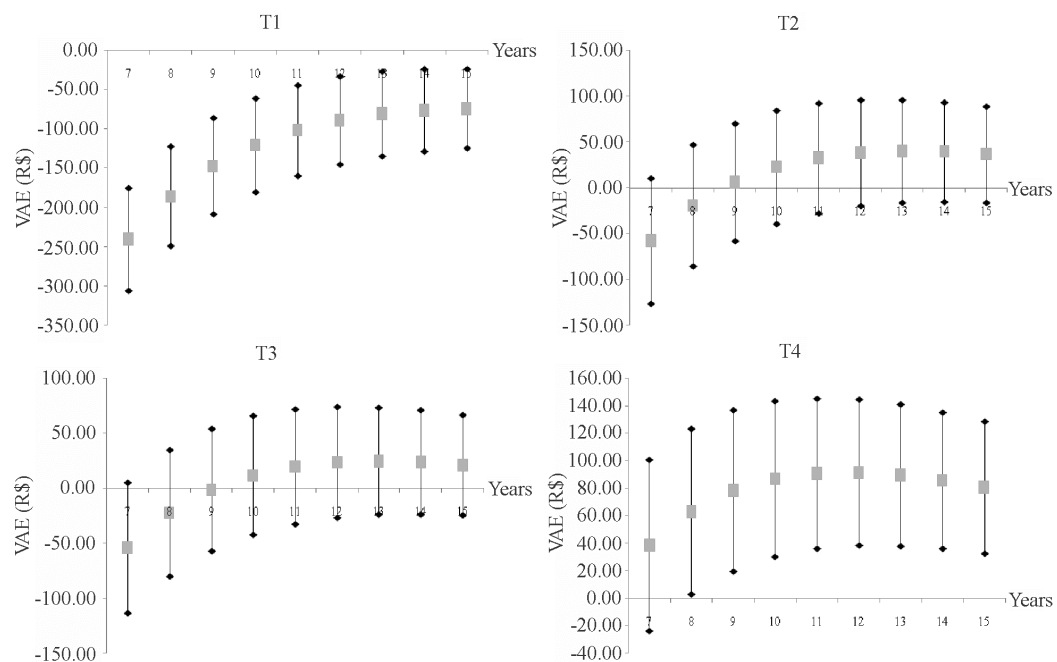 T1
0.00
Years
7 8 9 10 11 12 13 14 15
-50.00
-100.00
-150.00
-200.00
-250.00
-300.00
-350.00
VAE (R$)
T2
150.00
100.00
50.00
0.00
Years
7 8 9 10 11 12 13 14 15
-50.00
-100.00
-150.00
VAE (R$)
T3
100.00
50.00
0.00
Years
7 8 9 10 11 12 13 14 15
-50.00
-100.00
-150.00
VAE (R$)
T4
160.00
140.00
120.00
100.00
80.00
60.00
40.00
20.00
0.00
Years
7 8 9 10 11 12 13 14 15
-20.00
-40.00
VAE (R$)